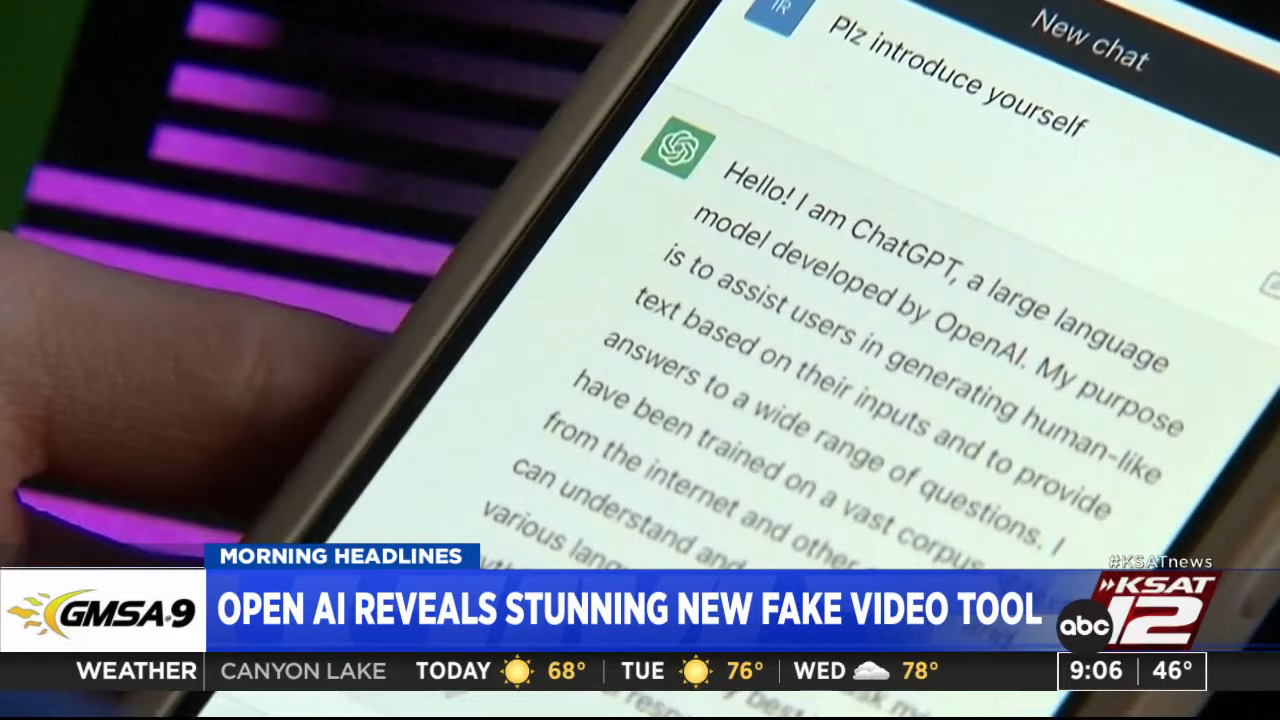 New chat
IR
Plz introduce yourself
Hello! I am ChatGPT, a large language
model developed by OpenAI. My purpose
is to assist users in generating human-like
text based on their inputs and to provide
answers to a wide range of questions. I
have been trained on a vast corpus
from the internet and other
can understand and
various lang
MORNING HEADLINES
#KSATnews
GMSA@9
OPEN AI REVEALS STUNNING NEW FAKE VIDEO TOOL
abc
KSAT
12
WEATHER CANYON LAKE TODAY 68° TUE 76° WED 78° 9:06 46°